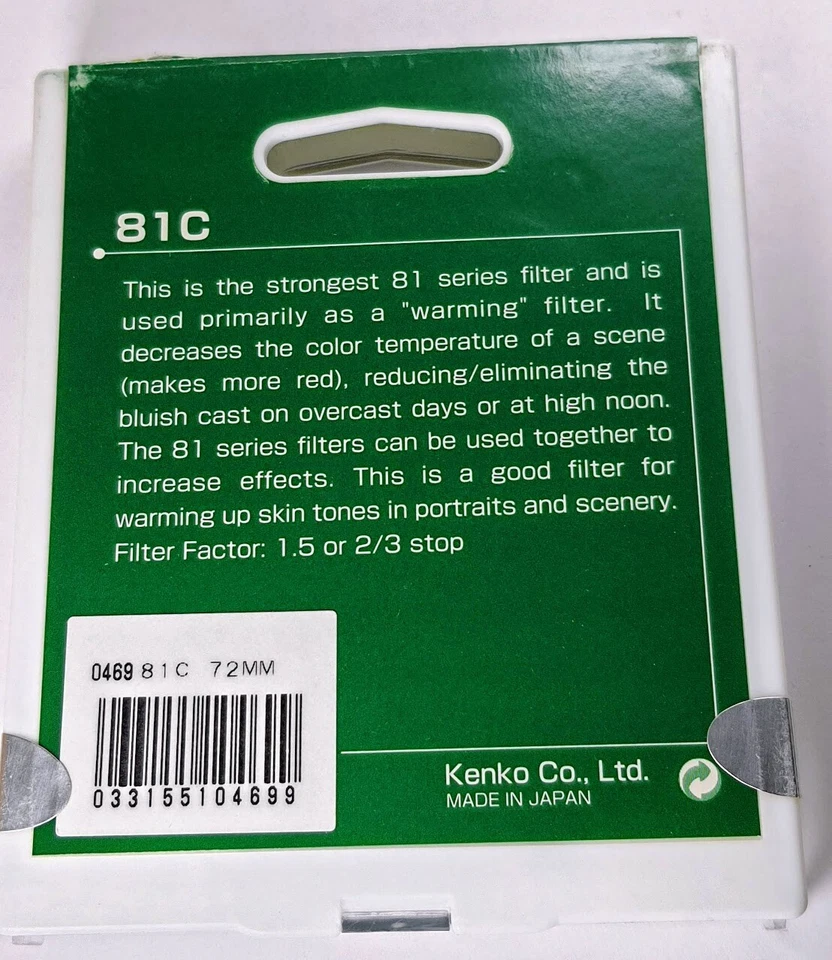 81C
This is the strongest 81 series filter and is
used primarily as a "warming" filter. It
decreases the color temperature of a scene
(makes more red), reducing/eliminating the
bluish cast on overcast days or at high noon.
The 81 series filters can be used together to
increase effects. This is a good filter for
warming up skin tones in portraits and scenery.
Filter Factor: 1.5 or 2/3 stop
0469 81C 72MM
033155104699
Kenko Co., Ltd.
MADE IN JAPAN